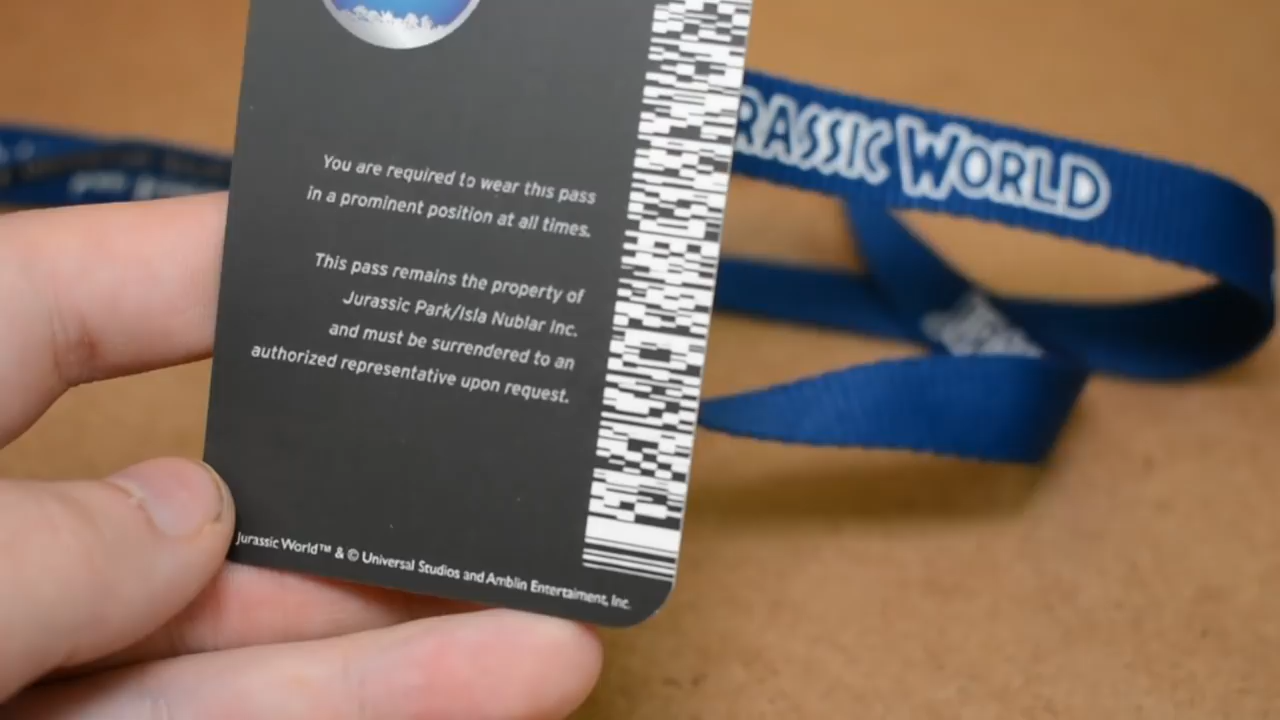 You are required to wear this pass
in a prominent position at all times.
This pass remains the property of
Jurassic Park/Isla Nublar Inc.
and must be surrendered to an
authorized representative upon request.
Jurassic World™ & © Universal Studios and Amblin Entertaiment, Inc.
RASSIC WORLD